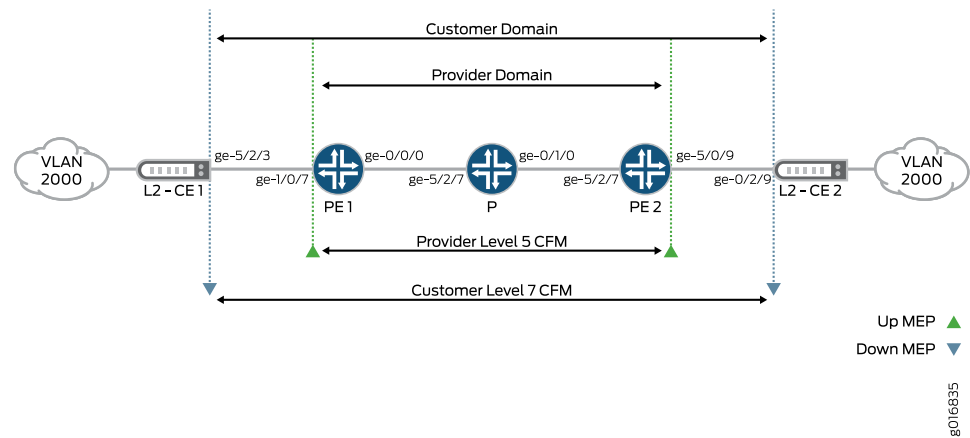 Customer Domain
Provider Domain
VLAN
2000
L2 - CE 1
ge-5/2/3
ge-1/0/7
PE 1
ge-0/0/0
ge-5/2/7
P
ge-0/1/0
ge-5/2/7
PE 2
ge-5/0/9
ge-0/2/9
L2 - CE 2
VLAN
2000
Provider Level 5 CFM
Customer Level 7 CFM
Up MEP
Down MEP
g016835